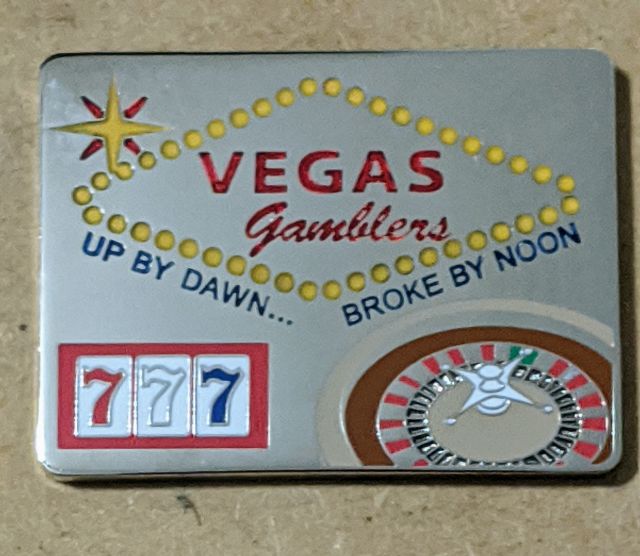 VEGAS
Gamblers
UP BY DAWN... BROKE BY NOON
777